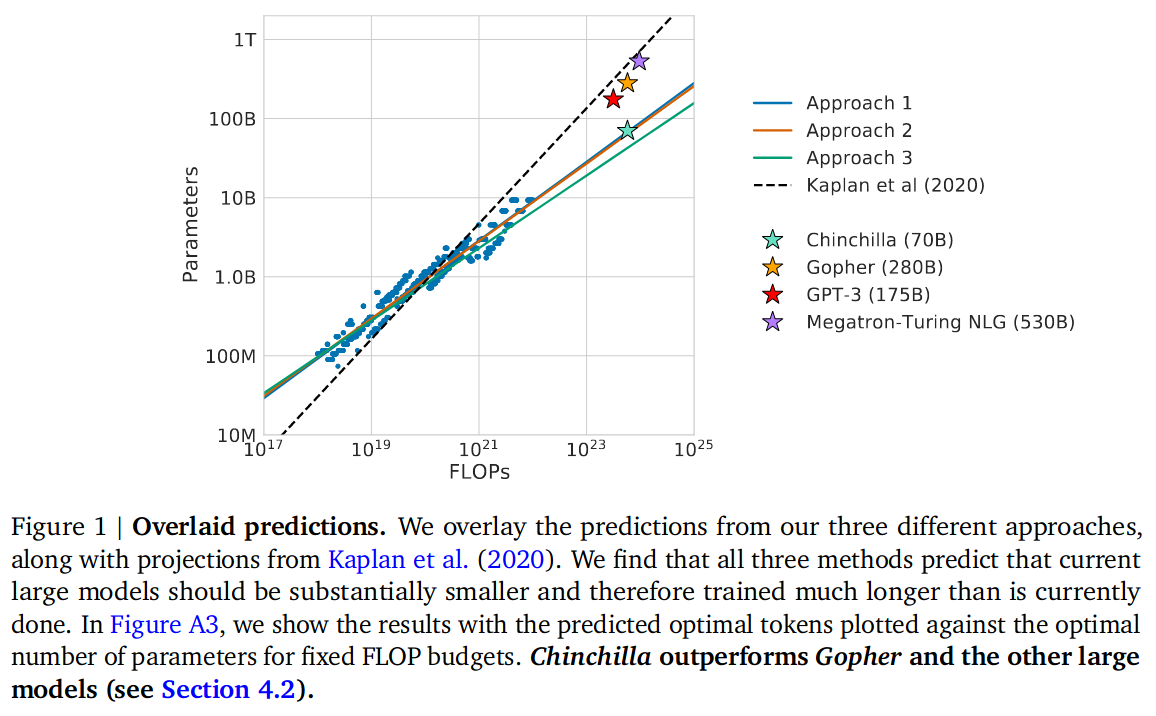 1T
100B
10B
1.0B
100M
10M
Parameters
10^17
10^19
10^21
10^23
10^25
FLOPs
Approach 1
Approach 2
Approach 3
Kaplan et al (2020)
Chinchilla (70B)
Gopher (280B)
GPT-3 (175B)
Megatron-Turing NLG (530B)
Figure 1 | Overlaid predictions. We overlay the predictions from our three different approaches,
along with projections from Kaplan et al. (2020). We find that all three methods predict that current
large models should be substantially smaller and therefore trained much longer than is currently
done. In Figure A3, we show the results with the predicted optimal tokens plotted against the optimal
number of parameters for fixed FLOP budgets. Chinchilla outperforms Gopher and the other large
models (see Section 4.2).